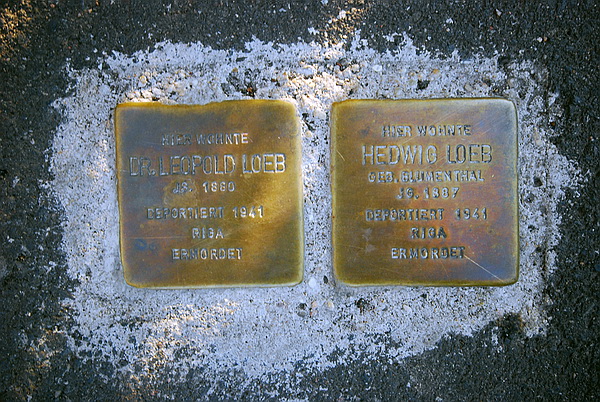 HIER WOHNTE
DR. LEOPOLD LOEB
JG. 1880
DEPORTIERT 1941
RIGA
ERMORDET
HIER WOHNTE
HEDWIG LOEB
GEB. BLUMENTHAL
JG. 1887
DEPORTIERT 1941
RIGA
ERMORDET